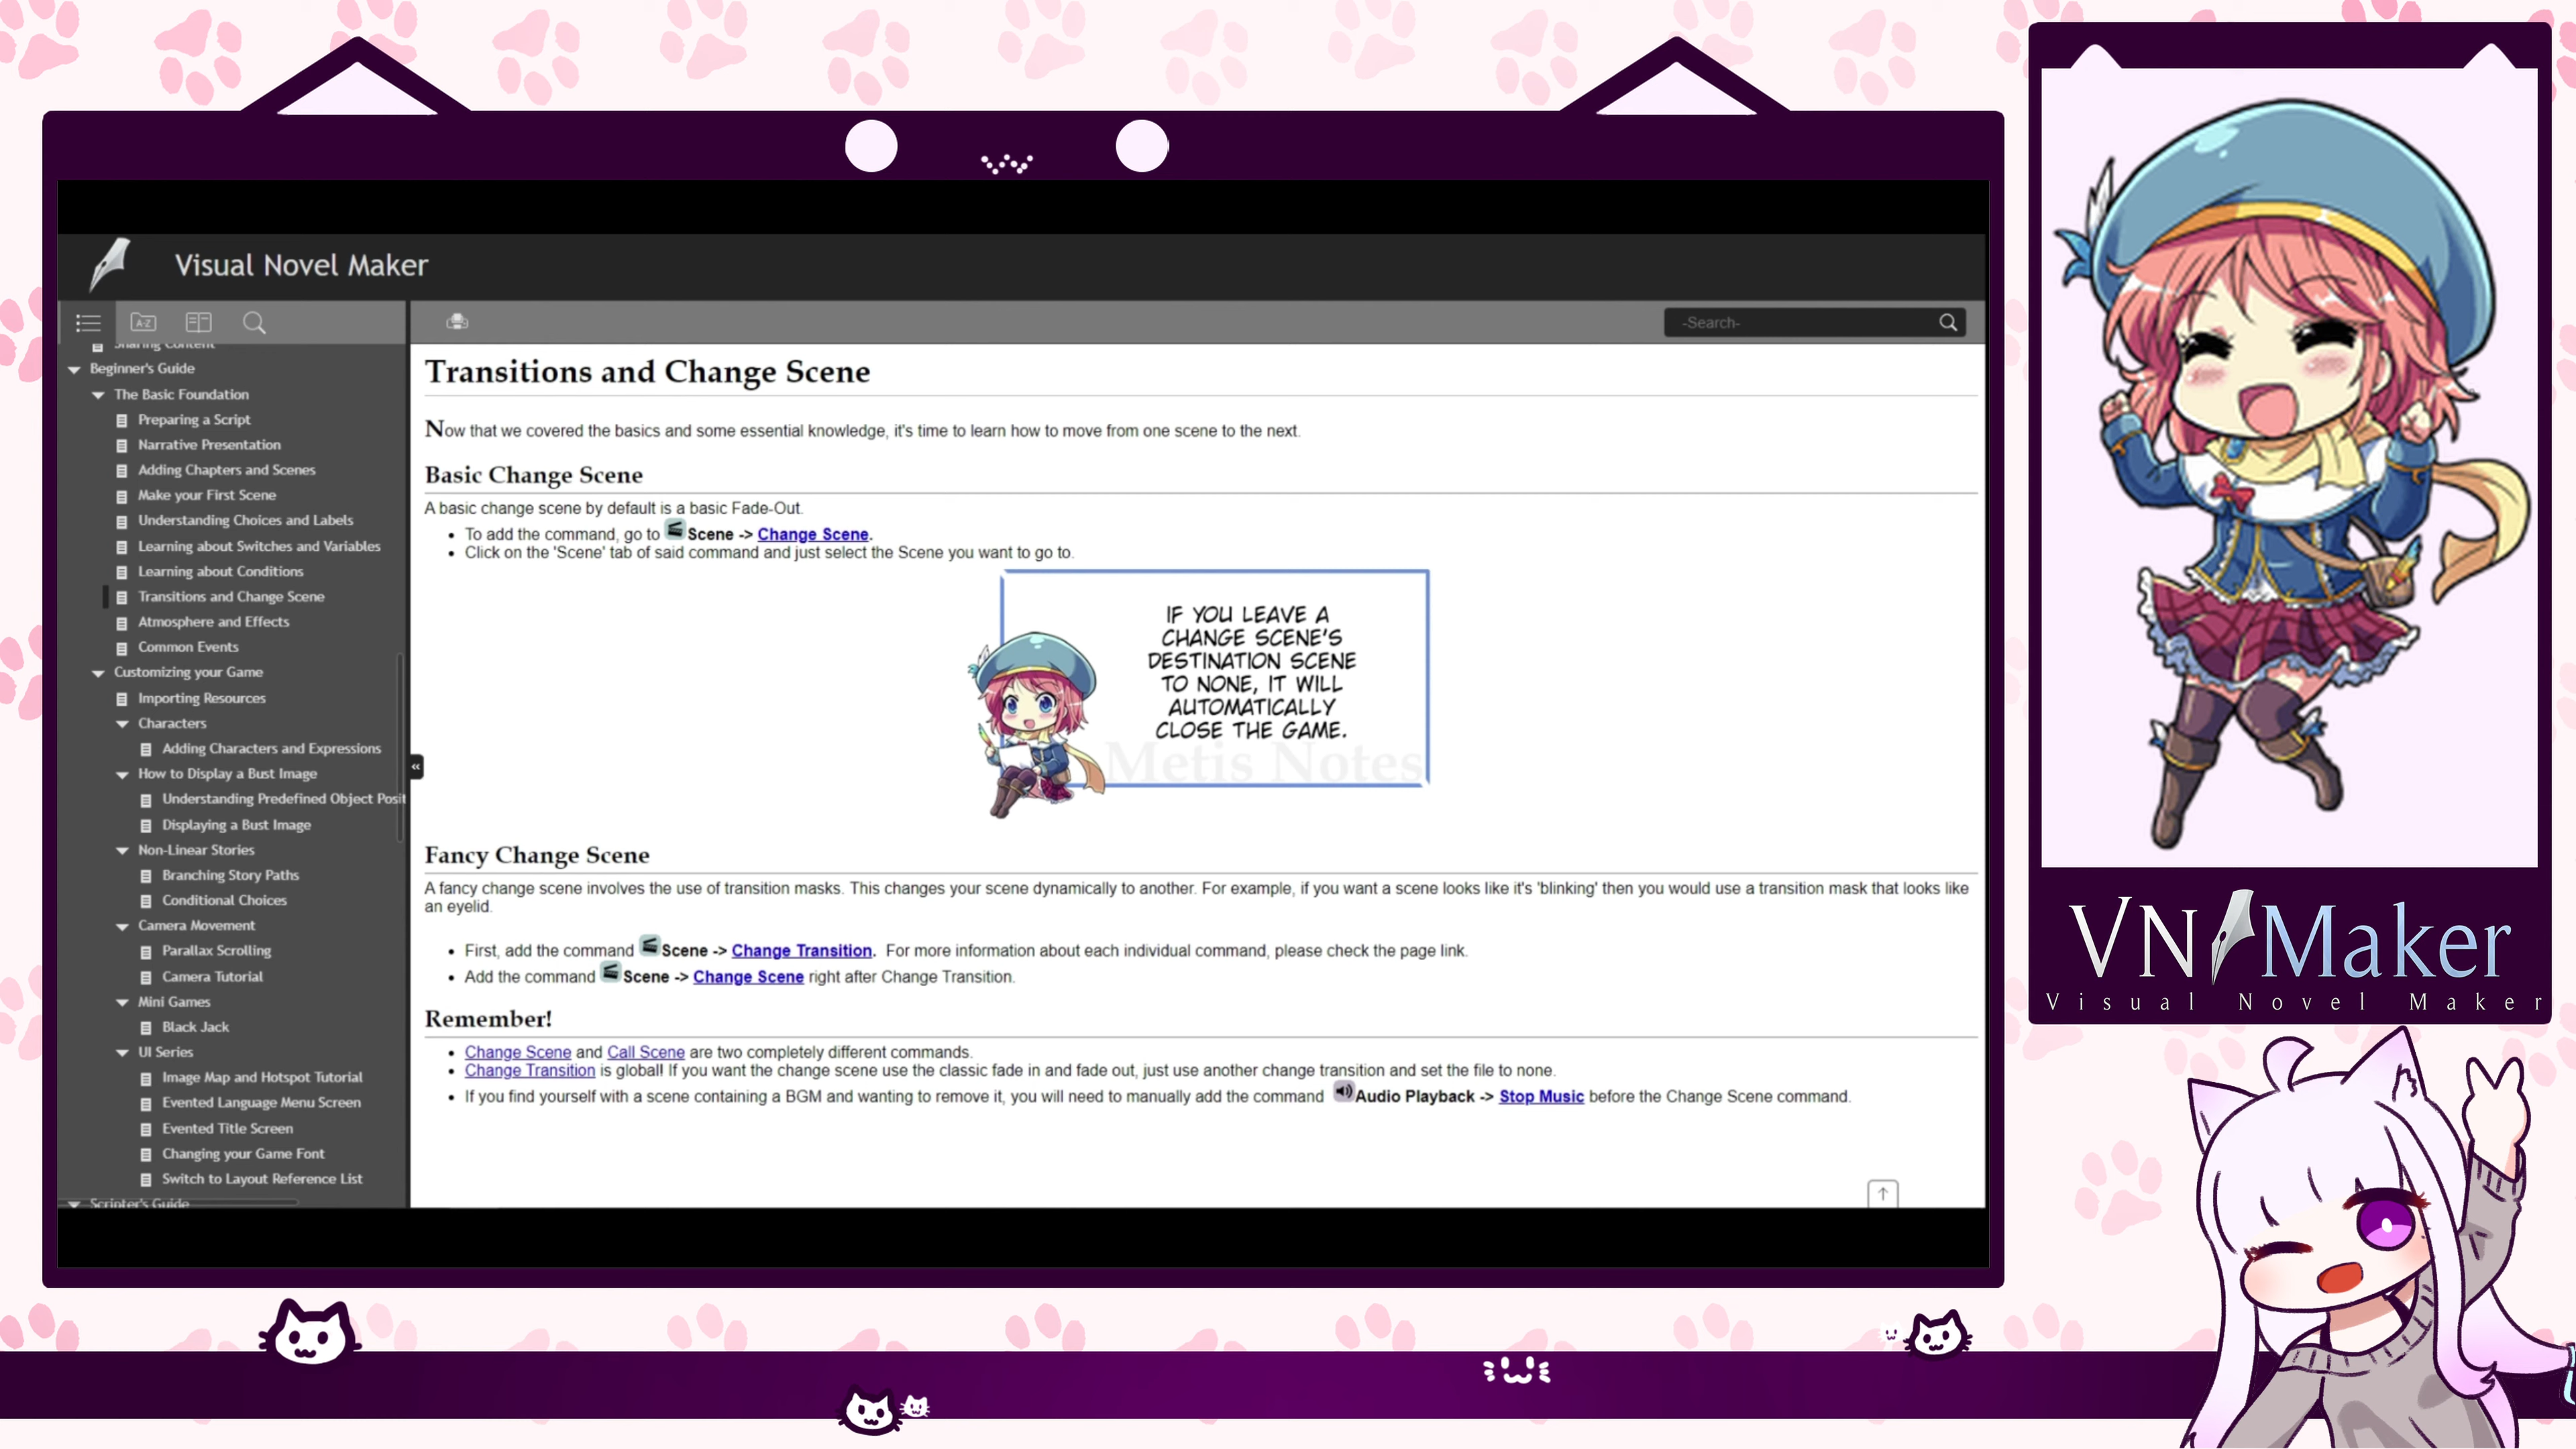 Visual Novel Maker
A-Z
-Search-
Sharing Content
Beginner's Guide
The Basic Foundation
Preparing a Script
Narrative Presentation
Adding Chapters and Scenes
Make your First Scene
Understanding Choices and Labels
Learning about Switches and Variables
Learning about Conditions
Transitions and Change Scene
Atmosphere and Effects
Common Events
Customizing your Game
Importing Resources
Characters
Adding Characters and Expressions
How to Display a Bust Image
Understanding Predefined Object Posit
Displaying a Bust Image
Non-Linear Stories
Branching Story Paths
Conditional Choices
Camera Movement
Parallax Scrolling
Camera Tutorial
Mini Games
Black Jack
UI Series
Image Map and Hotspot Tutorial
Evented Language Menu Screen
Evented Title Screen
Changing your Game Font
Switch to Layout Reference List
Scripter's Guide
Transitions and Change Scene
Now that we covered the basics and some essential knowledge, it's time to learn how to move from one scene to the next.
Basic Change Scene
A basic change scene by default is a basic Fade-Out.
• To add the command, go to Scene -> Change Scene.
• Click on the 'Scene' tab of said command and just select the Scene you want to go to.
IF YOU LEAVE A
CHANGE SCENE'S
DESTINATION SCENE
TO NONE, IT WILL
AUTOMATICALLY
CLOSE THE GAME.
Metis Notes
Fancy Change Scene
A fancy change scene involves the use of transition masks. This changes your scene dynamically to another. For example, if you want a scene looks like it's 'blinking' then you would use a transition mask that looks like
an eyelid.
• First, add the command Scene -> Change Transition. For more information about each individual command, please check the page link.
• Add the command Scene -> Change Scene right after Change Transition.
Remember!
• Change Scene and Call Scene are two completely different commands.
• Change Transition is global! If you want the change scene use the classic fade in and fade out, just use another change transition and set the file to none.
• If you find yourself with a scene containing a BGM and wanting to remove it, you will need to manually add the command Audio Playback -> Stop Music before the Change Scene command.
VN Maker
Visual Novel Maker